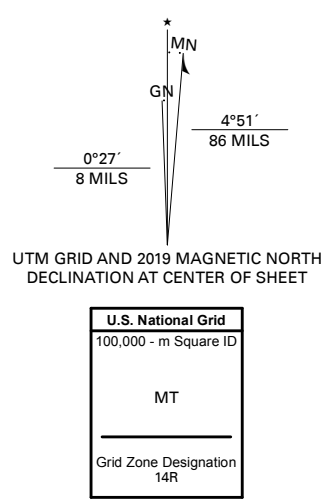 ★
MN
GN
4°51´
86 MILS
0°27´
8 MILS
UTM GRID AND 2019 MAGNETIC NORTH
DECLINATION AT CENTER OF SHEET
U.S. National Grid
100,000 - m Square ID
MT
Grid Zone Designation
14R